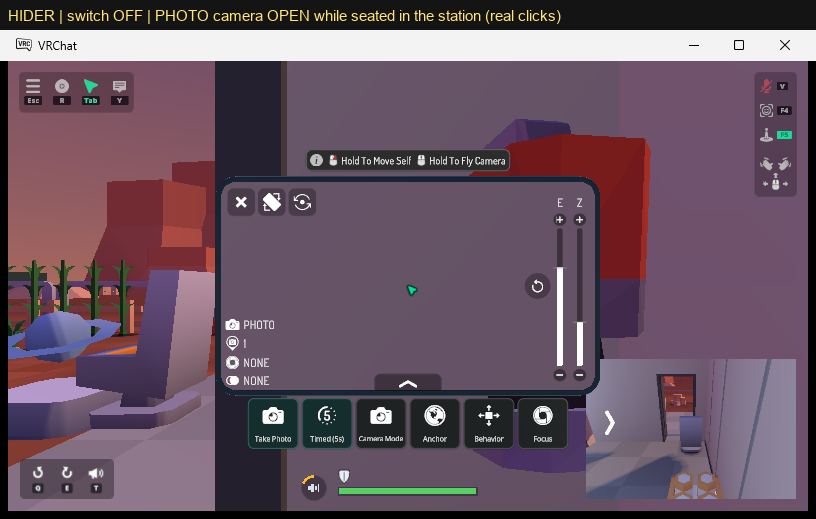 HIDER | switch OFF | PHOTO camera OPEN while seated in the station (real clicks)
VRC VRChat
Esc R Tab Y
V
F4
F5
i Hold To Move Self Hold To Fly Camera
E Z
PHOTO
1
NONE
NONE
5
Take Photo Timed (5s) Camera Mode Anchor Behavior Focus
Q E T